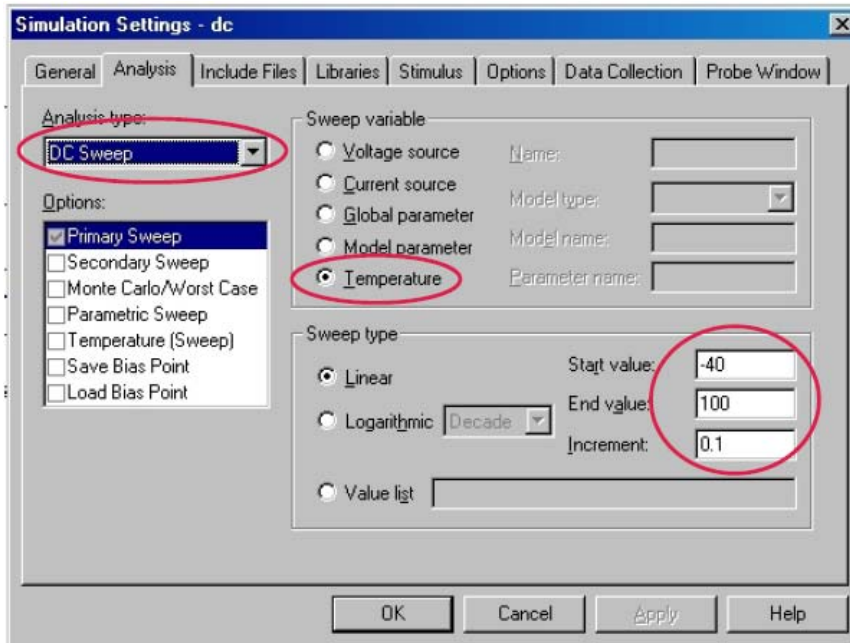 Simulation Settings - dc
General
Analysis
Include Files
Libraries
Stimulus
Options
Data Collection
Probe Window
Analysis type:
DC Sweep
Options:
Primary Sweep
Secondary Sweep
Monte Carlo/Worst Case
Parametric Sweep
Temperature (Sweep)
Save Bias Point
Load Bias Point
Sweep variable
Voltage source
Current source
Global parameter
Model parameter
Temperature
Name:
Model type:
Model name:
Parameter name:
Sweep type
Linear
Logarithmic
Decade
Value list
Start value:
-40
End value:
100
Increment:
0.1
OK
Cancel
Apply
Help